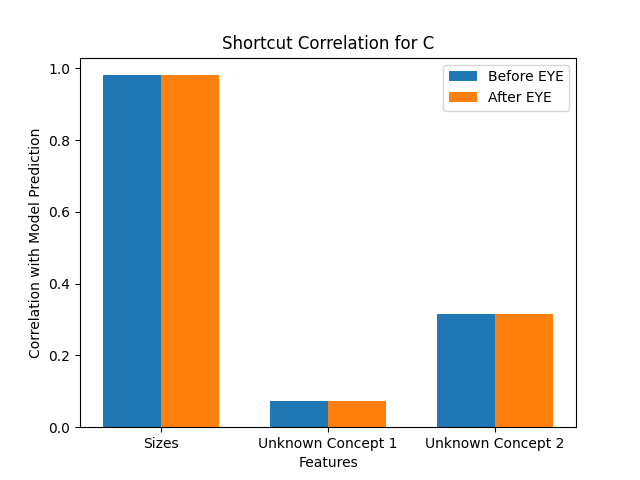 Shortcut Correlation for C
Before EYE
After EYE
Correlation with Model Prediction
1.0
0.8
0.6
0.4
0.2
0.0
Sizes Unknown Concept 1 Unknown Concept 2
Features